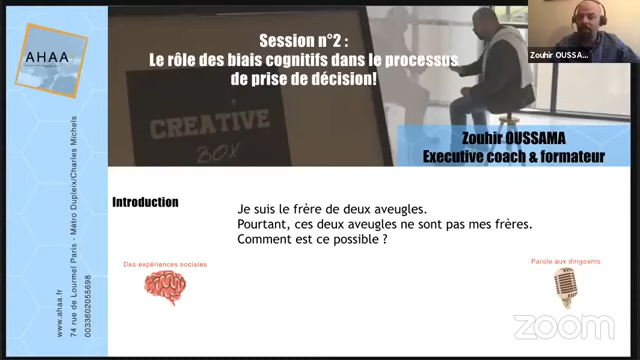 AHAA
Session n°2 :
Le rôle des biais cognitifs dans le processus
de prise de décision!
Zouhir OUSSA...
CREATIVE
BOX
Zouhir OUSSAMA
Executive coach & formateur
Introduction
Je suis le frère de deux aveugles.
Pourtant, ces deux aveugles ne sont pas mes frères.
Comment est ce possible ?
Des expériences sociales
Parole aux dirigeants
www.ahaa.fr
74 rue de Lourmel Paris - Métro Dupleix/Charles Michels
0033602055698
zoom